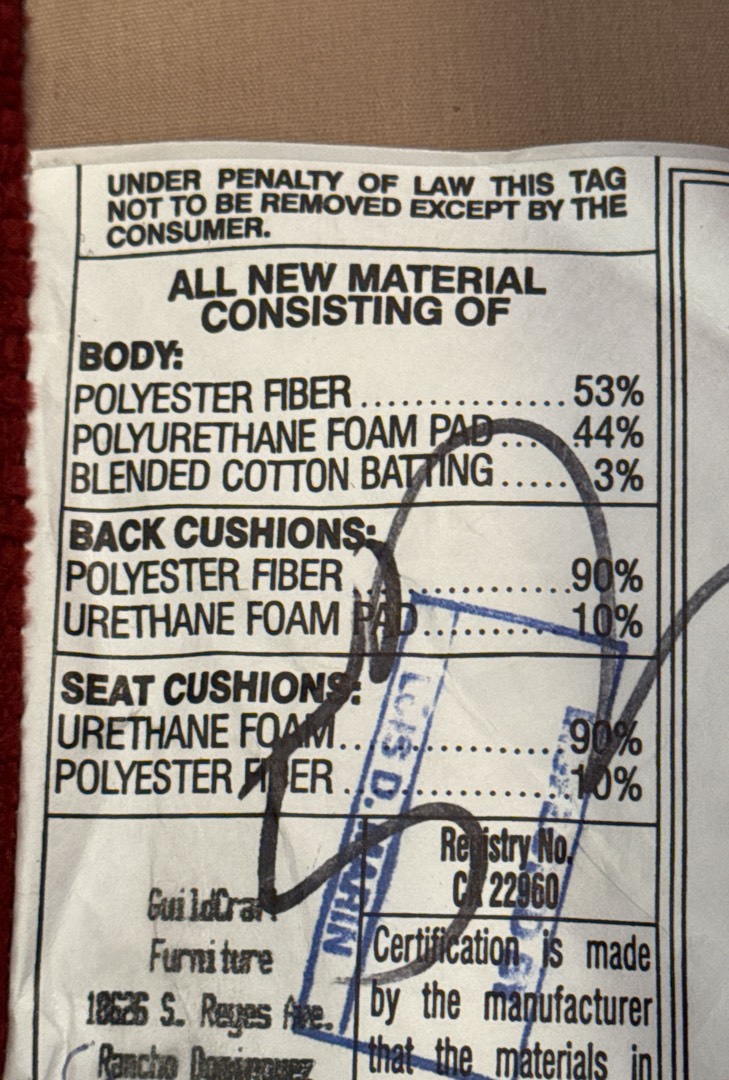 UNDER PENALTY OF LAW THIS TAG
NOT TO BE REMOVED EXCEPT BY THE
CONSUMER.
ALL NEW MATERIAL
CONSISTING OF
BODY:
POLYESTER FIBER............... 53%
POLYURETHANE FOAM PAD.... 44%
BLENDED COTTON BATTING..... 3%
BACK CUSHIONS:
POLYESTER FIBER ................90%
URETHANE FOAM PAD...........10%
SEAT CUSHIONS:
URETHANE FOAM.................90%
POLYESTER FIBER ................10%
GuildCraft
Furniture
18626 S. Reyes Ave.
Rancho Dominguez
D. MARIN
Registry No.
CA 22960
Certification is made
by the manufacturer
that the materials in